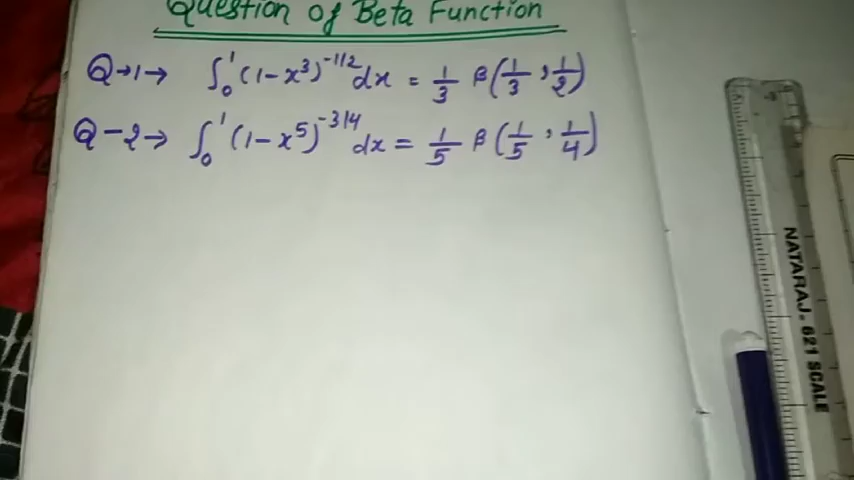 Question of Beta Function
Q→1→ ∫₀¹ (1-x³)^-1/2 dx = 1/3 β(1/3, 1/2)
Q-2→ ∫₀¹ (1-x⁵)^-3/4 dx = 1/5 β(1/5, 1/4)
NATARAJ 621 SCALE